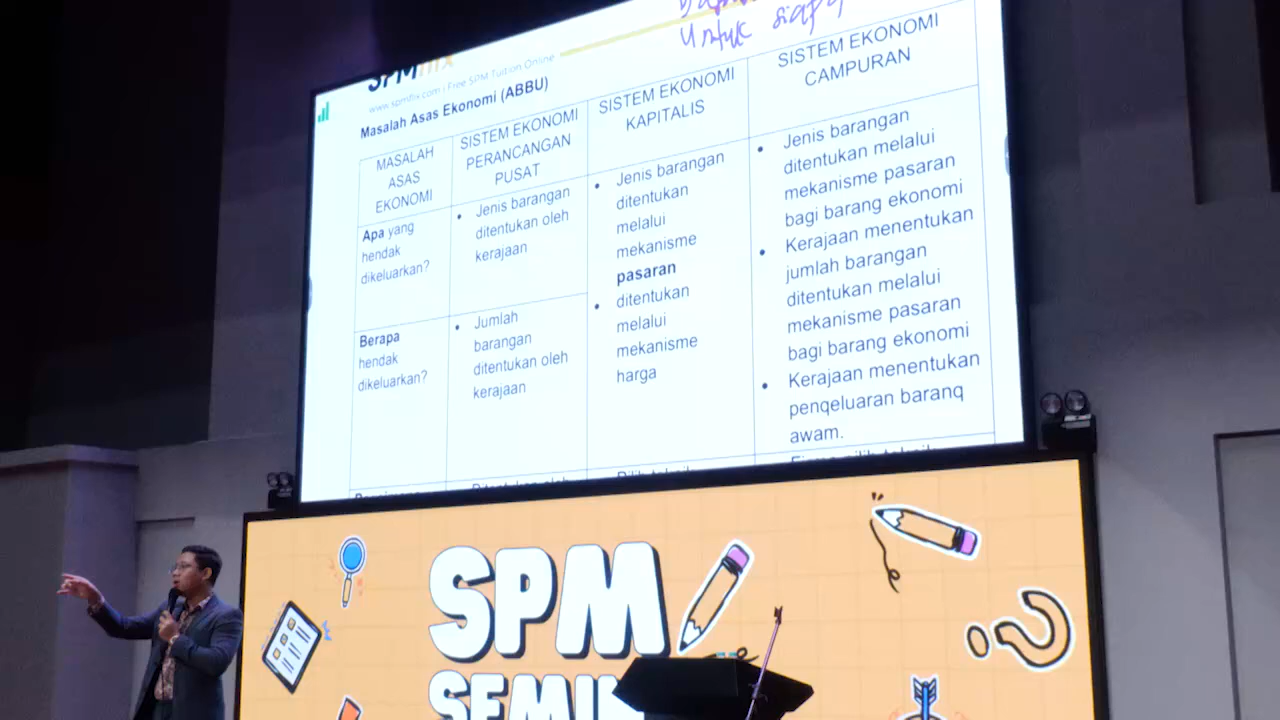 Untuk siapa
SPMflix
www.spmflix.com | Free SPM Tuition Online
Masalah Asas Ekonomi (ABBU)
MASALAH
ASAS
EKONOMI
SISTEM EKONOMI
PERANCANGAN
PUSAT
SISTEM EKONOMI
KAPITALIS
SISTEM EKONOMI
CAMPURAN
Apa yang
hendak
dikeluarkan?
• Jenis barangan
ditentukan oleh
kerajaan
• Jenis barangan
ditentukan
melalui
mekanisme
pasaran
• ditentukan
melalui
mekanisme
harga
• Jenis barangan
ditentukan melalui
mekanisme pasaran
bagi barang ekonomi
• Kerajaan menentukan
jumlah barangan
ditentukan melalui
mekanisme pasaran
bagi barang ekonomi
• Kerajaan menentukan
pengeluaran barang
awam.
Berapa
hendak
dikeluarkan?
• Jumlah
barangan
ditentukan oleh
kerajaan
SPM